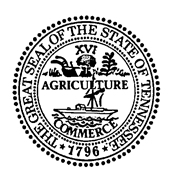 THE GREAT SEAL OF THE STATE OF TENNESSEE
XVI
AGRICULTURE
COMMERCE
1796